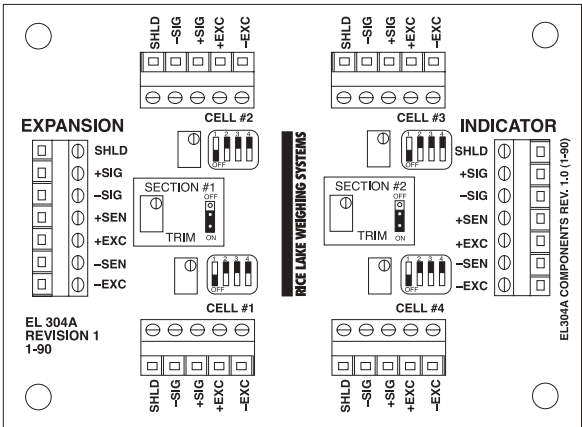 SHLD –SIG +SIG +EXC –EXC
SHLD –SIG +SIG +EXC –EXC
CELL #2
CELL #3
EXPANSION
INDICATOR
1 2 3 4
OFF
1 2 3 4
OFF
SHLD
+SIG
–SIG
+SEN
+EXC
–SEN
–EXC
SECTION #1
OFF
TRIM
ON
RICE LAKE WEIGHING SYSTEMS
SECTION #2
OFF
TRIM
ON
SHLD
+SIG
–SIG
+SEN
+EXC
–SEN
–EXC
EL304A COMPONENTS REV. 1.0 (1-90)
1 2 3 4
OFF
1 2 3 4
OFF
CELL #1
CELL #4
EL 304A
REVISION 1
1-90
SHLD –SIG +SIG +EXC –EXC
SHLD –SIG +SIG +EXC –EXC